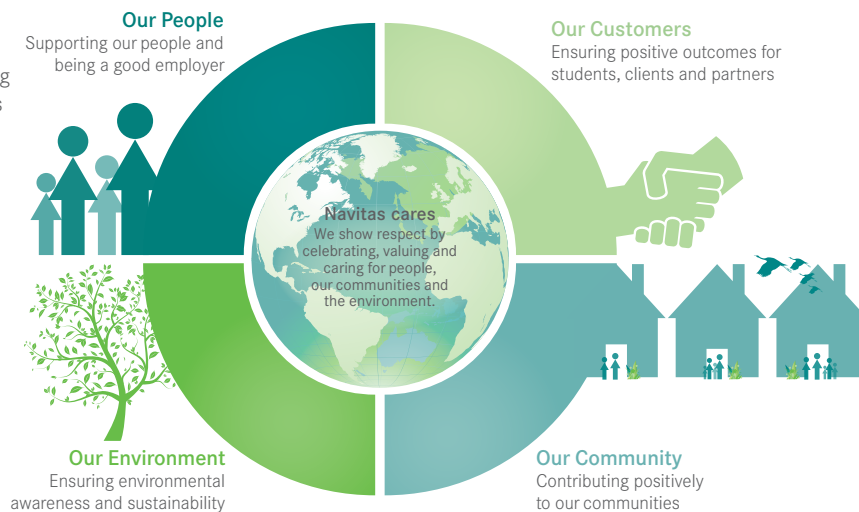 Our People
Supporting our people and
being a good employer
g
s
Our Customers
Ensuring positive outcomes for
students, clients and partners
Navitas cares
We show respect by
celebrating, valuing and
caring for people,
our communities and
the environment.
Our Environment
Ensuring environmental
awareness and sustainability
Our Community
Contributing positively
to our communities